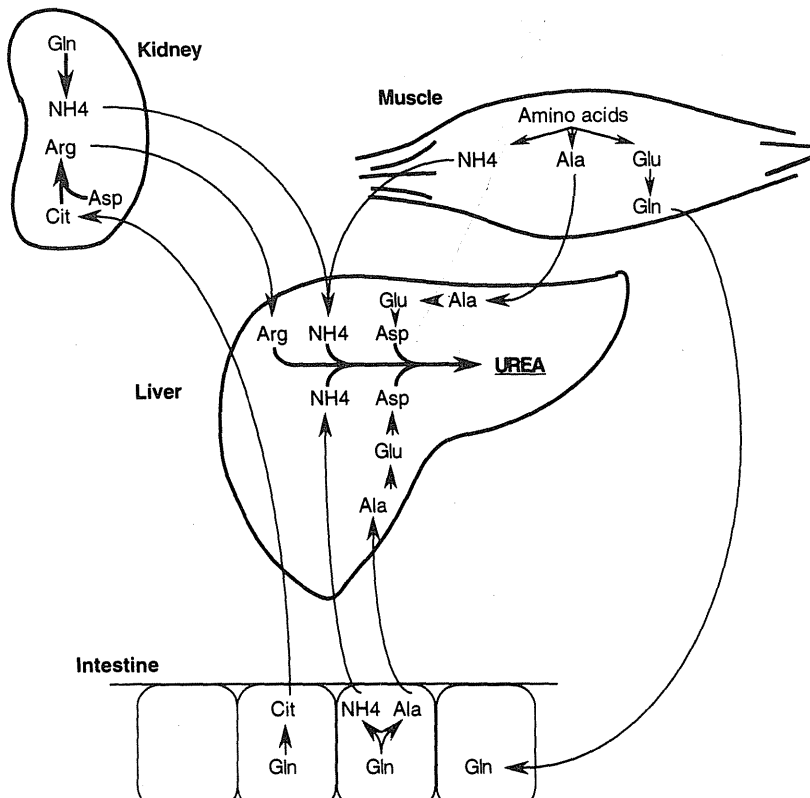 Kidney
Gln
NH4
Arg
Asp
Cit
Muscle
Amino acids
NH4 Ala Glu
Gln
Liver
Glu Ala
Arg NH4 Asp
UREA
NH4 Asp
Glu
Ala
Intestine
Cit NH4 Ala
Gln Gln Gln